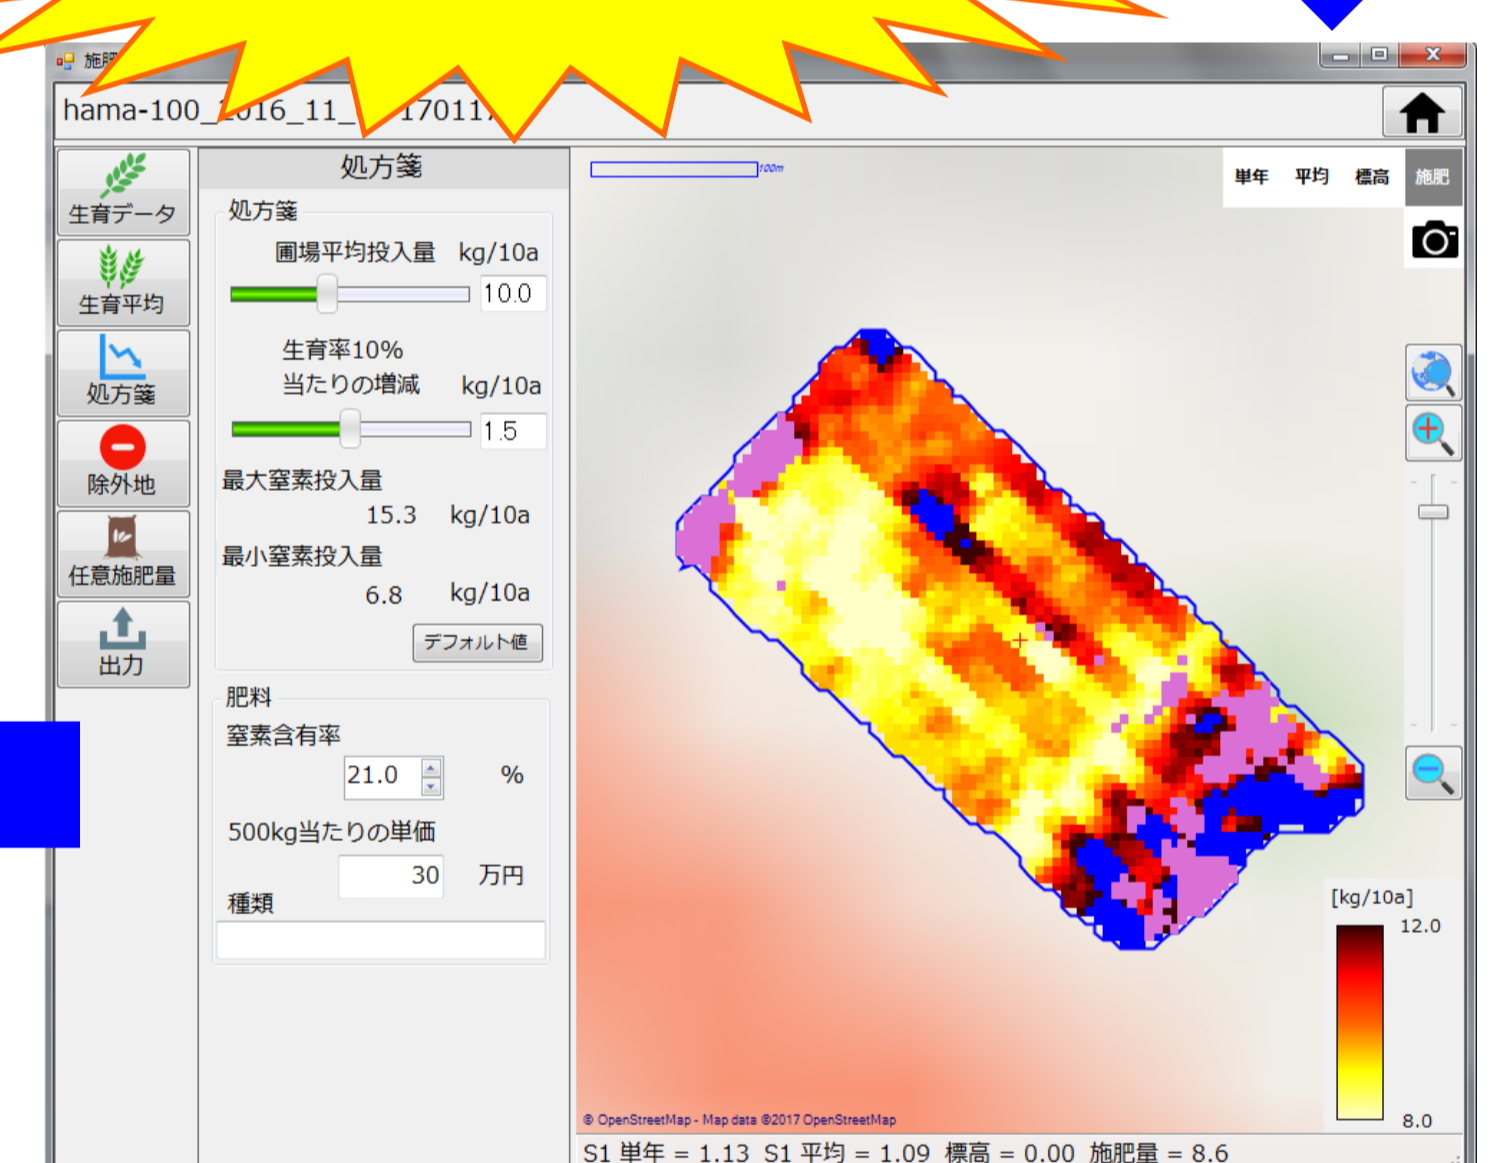 施肥
hama-100_2016_11_
17011
生育データ
生育平均
処方箋
除外地
任意施肥量
出力
処方箋
処方箋
圃場平均投入量 kg/10a
10.0
生育率10%
当たりの増減 kg/10a
1.5
最大窒素投入量
15.3 kg/10a
最小窒素投入量
6.8 kg/10a
デフォルト値
肥料
窒素含有率
21.0 %
500kg当たりの単価
30 万円
種類
100m
単年 平均 標高 施肥
[kg/10a]
12.0
8.0
© OpenStreetMap - Map data ©2017 OpenStreetMap
S1 単年 = 1.13 S1 平均 = 1.09 標高 = 0.00 施肥量 = 8.6